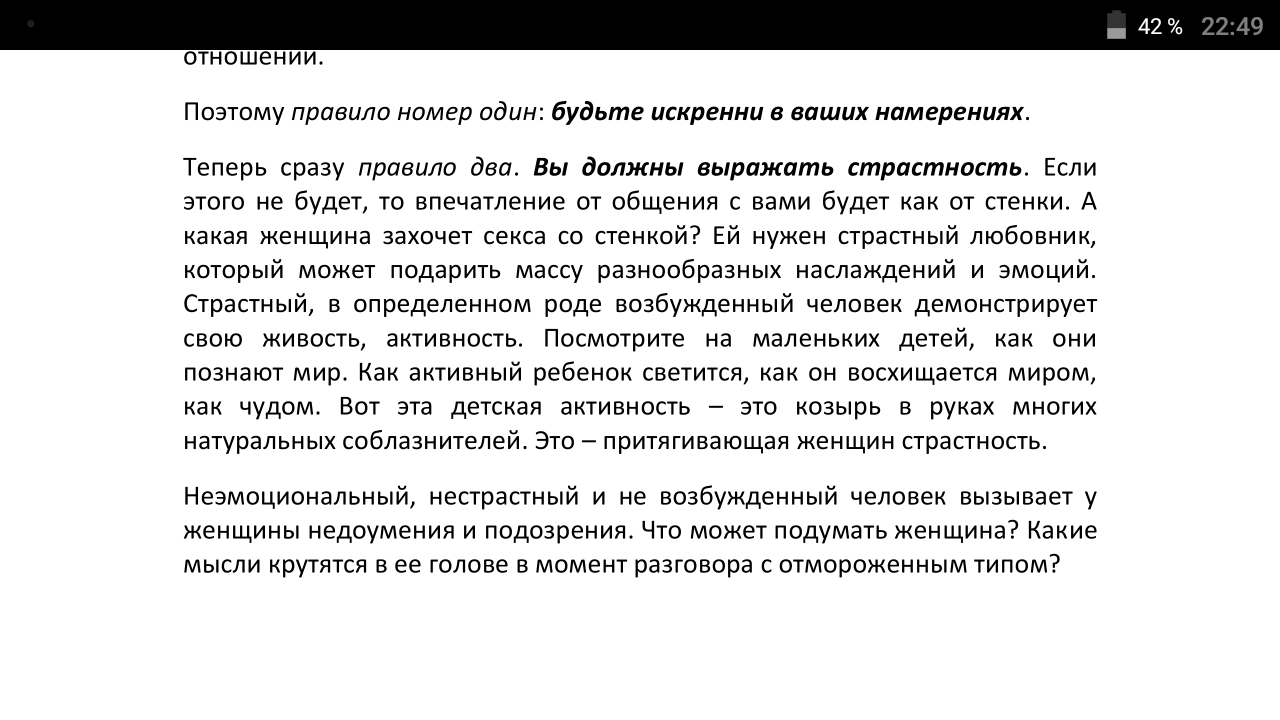 42 % 22:49
отношении.
Поэтому правило номер один: будьте искренни в ваших намерениях.
Теперь сразу правило два. Вы должны выражать страстность. Если
этого не будет, то впечатление от общения с вами будет как от стенки. А
какая женщина захочет секса со стенкой? Ей нужен страстный любовник,
который может подарить массу разнообразных наслаждений и эмоций.
Страстный, в определенном роде возбужденный человек демонстрирует
свою живость, активность. Посмотрите на маленьких детей, как они
познают мир. Как активный ребенок светится, как он восхищается миром,
как чудом. Вот эта детская активность – это козырь в руках многих
натуральных соблазнителей. Это – притягивающая женщин страстность.
Неэмоциональный, нестрастный и не возбужденный человек вызывает у
женщины недоумения и подозрения. Что может подумать женщина? Какие
мысли крутятся в ее голове в момент разговора с отмороженным типом?